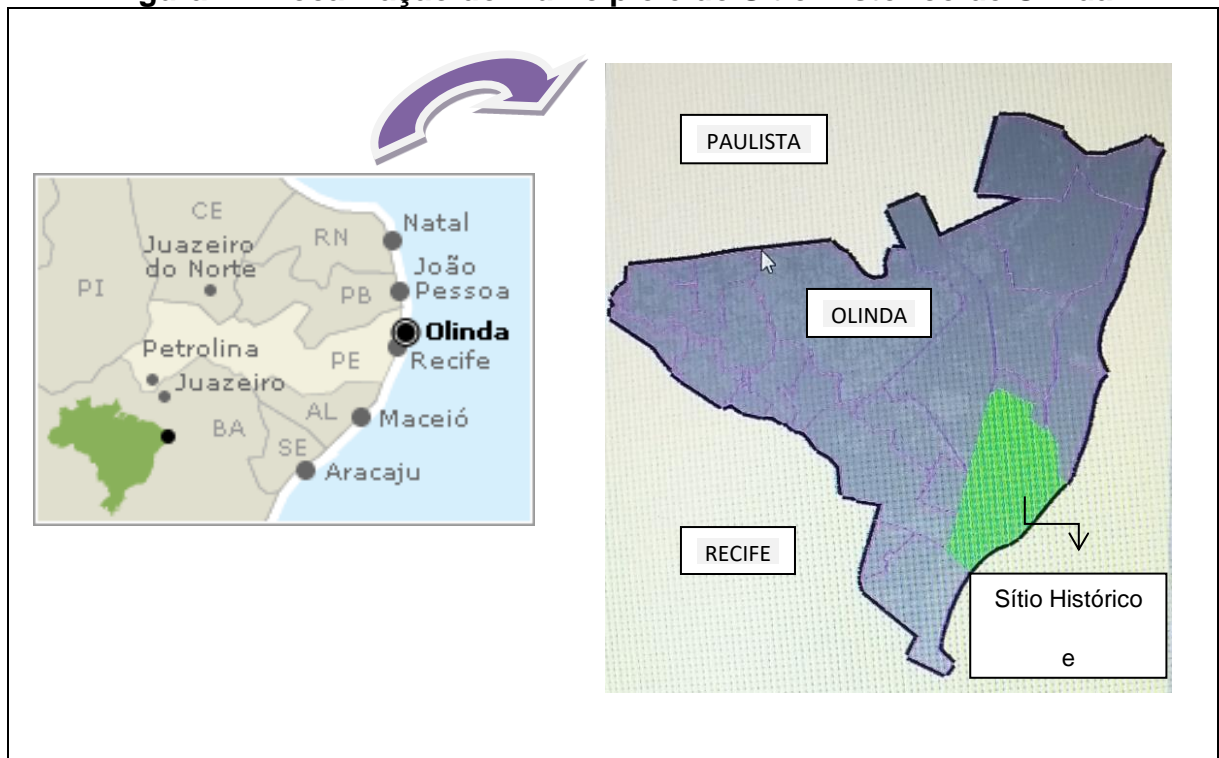 CE
RN
Natal
Juazeiro
do Norte
João
Pessoa
PI
PB
Olinda
Petrolina
PE
Recife
Juazeiro
AL
Maceió
BA
SE
Aracaju
PAULISTA
OLINDA
RECIFE
Sítio Histórico
e